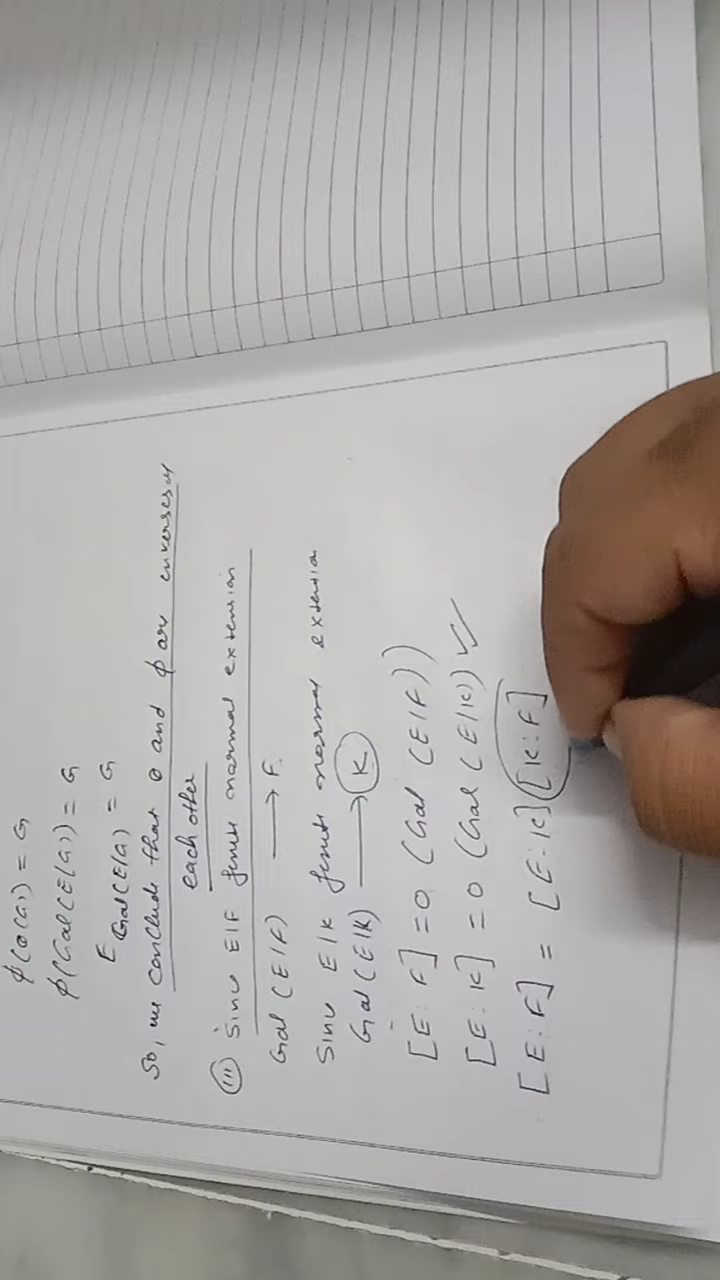 ϕ(θ(G)) = G
ϕ(Gal(E/G)) = G
E Gal(E/G) = G
So, we conclude that θ and ϕ are inverses of
each other
(iii) Since E/F finite normal extension
Gal (E/F) → F
Since E/K finite normal extension
Gal(E/K) → K
[E: F] = O (Gal (E/F))
[E: K] = O (Gal (E/K)) ✓
[E: F] = [E: K] [K: F]